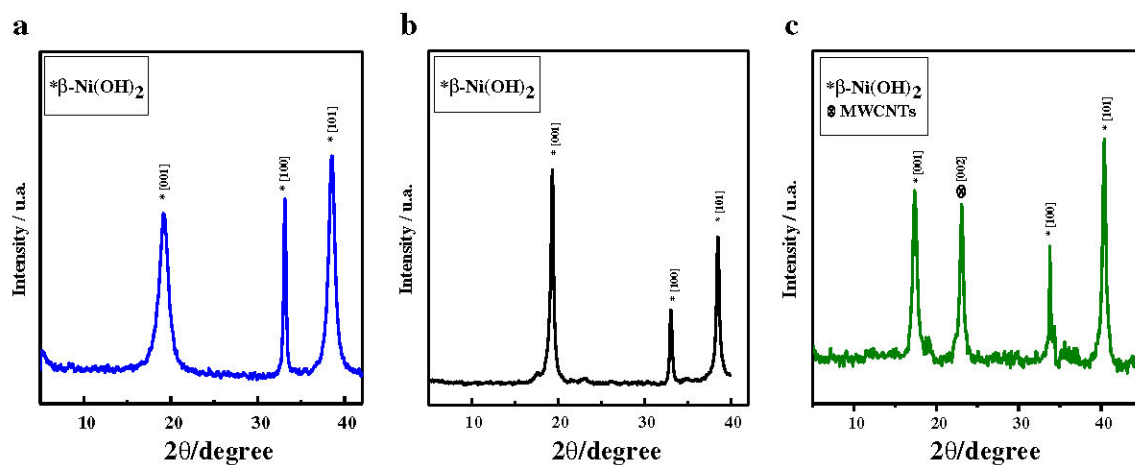 a
*β-Ni(OH)2
* [001]
* [100]
* [101]
Intensity / u.a.
10 20 30 40
2θ/degree
b
*β-Ni(OH)2
* [001]
* [100]
* [101]
Intensity / u.a.
10 20 30 40
2θ/degree
c
*β-Ni(OH)2
⊗ MWCNTs
* [001]
⊗ [002]
* [100]
* [101]
Intensity / u.a.
10 20 30 40
2θ/degree